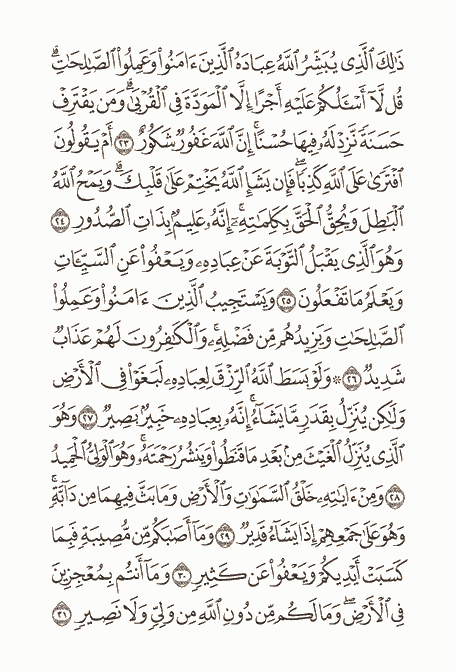 ذَٰلِكَ ٱلَّذِى يُبَشِّرُ ٱللَّهُ عِبَادَهُ ٱلَّذِينَ ءَامَنُوا۟ وَعَمِلُوا۟ ٱلصَّـٰلِحَـٰتِ ۗ
قُل لَّآ أَسْـَٔلُكُمْ عَلَيْهِ أَجْرًا إِلَّا ٱلْمَوَدَّةَ فِى ٱلْقُرْبَىٰ ۗ وَمَن يَقْتَرِفْ
حَسَنَةً نَّزِدْ لَهُۥ فِيهَا حُسْنًا ۚ إِنَّ ٱللَّهَ غَفُورٌ شَكُورٌ ٢٣ أَمْ يَقُولُونَ
ٱفْتَرَىٰ عَلَى ٱللَّهِ كَذِبًا ۖ فَإِن يَشَإِ ٱللَّهُ يَخْتِمْ عَلَىٰ قَلْبِكَ ۗ وَيَمْحُ ٱللَّهُ
ٱلْبَـٰطِلَ وَيُحِقُّ ٱلْحَقَّ بِكَلِمَـٰتِهِۦٓ ۚ إِنَّهُۥ عَلِيمٌۢ بِذَاتِ ٱلصُّدُورِ ٢٤
وَهُوَ ٱلَّذِى يَقْبَلُ ٱلتَّوْبَةَ عَنْ عِبَادِهِۦ وَيَعْفُوا۟ عَنِ ٱلسَّيِّـَٔاتِ
وَيَعْلَمُ مَا تَفْعَلُونَ ٢٥ وَيَسْتَجِيبُ ٱلَّذِينَ ءَامَنُوا۟ وَعَمِلُوا۟
ٱلصَّـٰلِحَـٰتِ وَيَزِيدُهُم مِّن فَضْلِهِۦ ۚ وَٱلْكَـٰفِرُونَ لَهُمْ عَذَابٌ
شَدِيدٌ ٢٦ ۞ وَلَوْ بَسَطَ ٱللَّهُ ٱلرِّزْقَ لِعِبَادِهِۦ لَبَغَوْا۟ فِى ٱلْأَرْضِ
وَلَـٰكِن يُنَزِّلُ بِقَدَرٍ مَّا يَشَآءُ ۚ إِنَّهُۥ بِعِبَادِهِۦ خَبِيرٌۢ بَصِيرٌ ٢٧ وَهُوَ
ٱلَّذِى يُنَزِّلُ ٱلْغَيْثَ مِنۢ بَعْدِ مَا قَنَطُوا۟ وَيَنشُرُ رَحْمَتَهُۥ ۚ وَهُوَ ٱلْوَلِىُّ ٱلْحَمِيدُ
٢٨ وَمِنْ ءَايَـٰتِهِۦ خَلْقُ ٱلسَّمَـٰوَٰتِ وَٱلْأَرْضِ وَمَا بَثَّ فِيهِمَا مِن دَآبَّةٍ ۚ
وَهُوَ عَلَىٰ جَمْعِهِمْ إِذَا يَشَآءُ قَدِيرٌ ٢٩ وَمَآ أَصَـٰبَكُم مِّن مُّصِيبَةٍ فَبِمَا
كَسَبَتْ أَيْدِيكُمْ وَيَعْفُوا۟ عَن كَثِيرٍ ٣٠ وَمَآ أَنتُم بِمُعْجِزِينَ
فِى ٱلْأَرْضِ ۖ وَمَا لَكُم مِّن دُونِ ٱللَّهِ مِن وَلِىٍّ وَلَا نَصِيرٍ ٣١